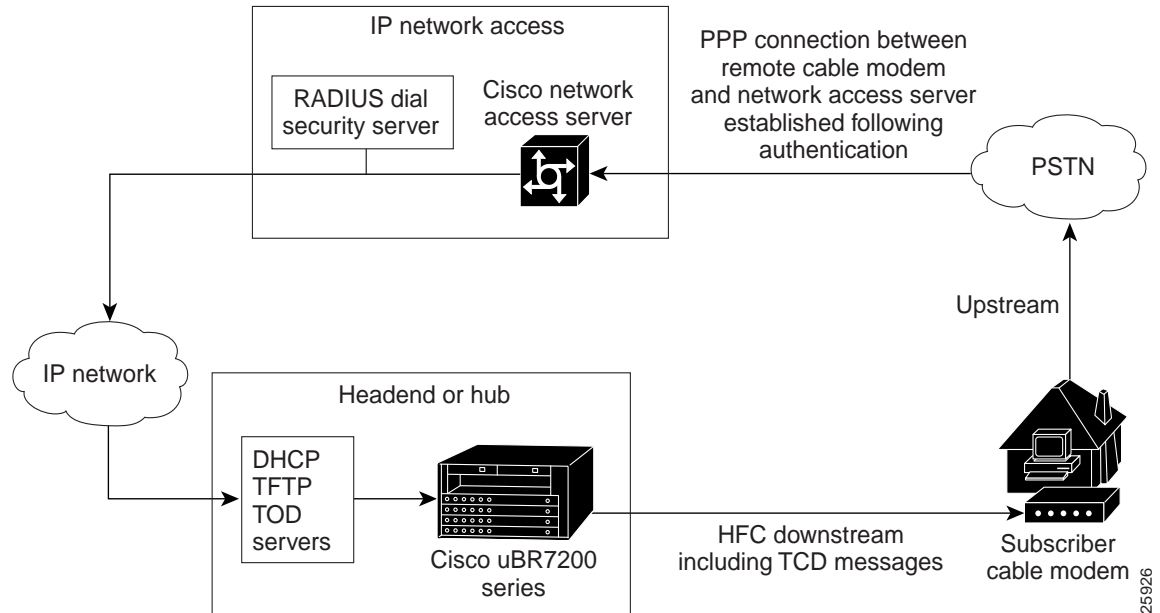 IP network access
RADIUS dial
security server
Cisco network
access server
PPP connection between
remote cable modem
and network access server
established following
authentication
PSTN
Upstream
IP network
Headend or hub
DHCP
TFTP
TOD
servers
Cisco uBR7200
series
HFC downstream
including TCD messages
Subscriber
cable modem
25926